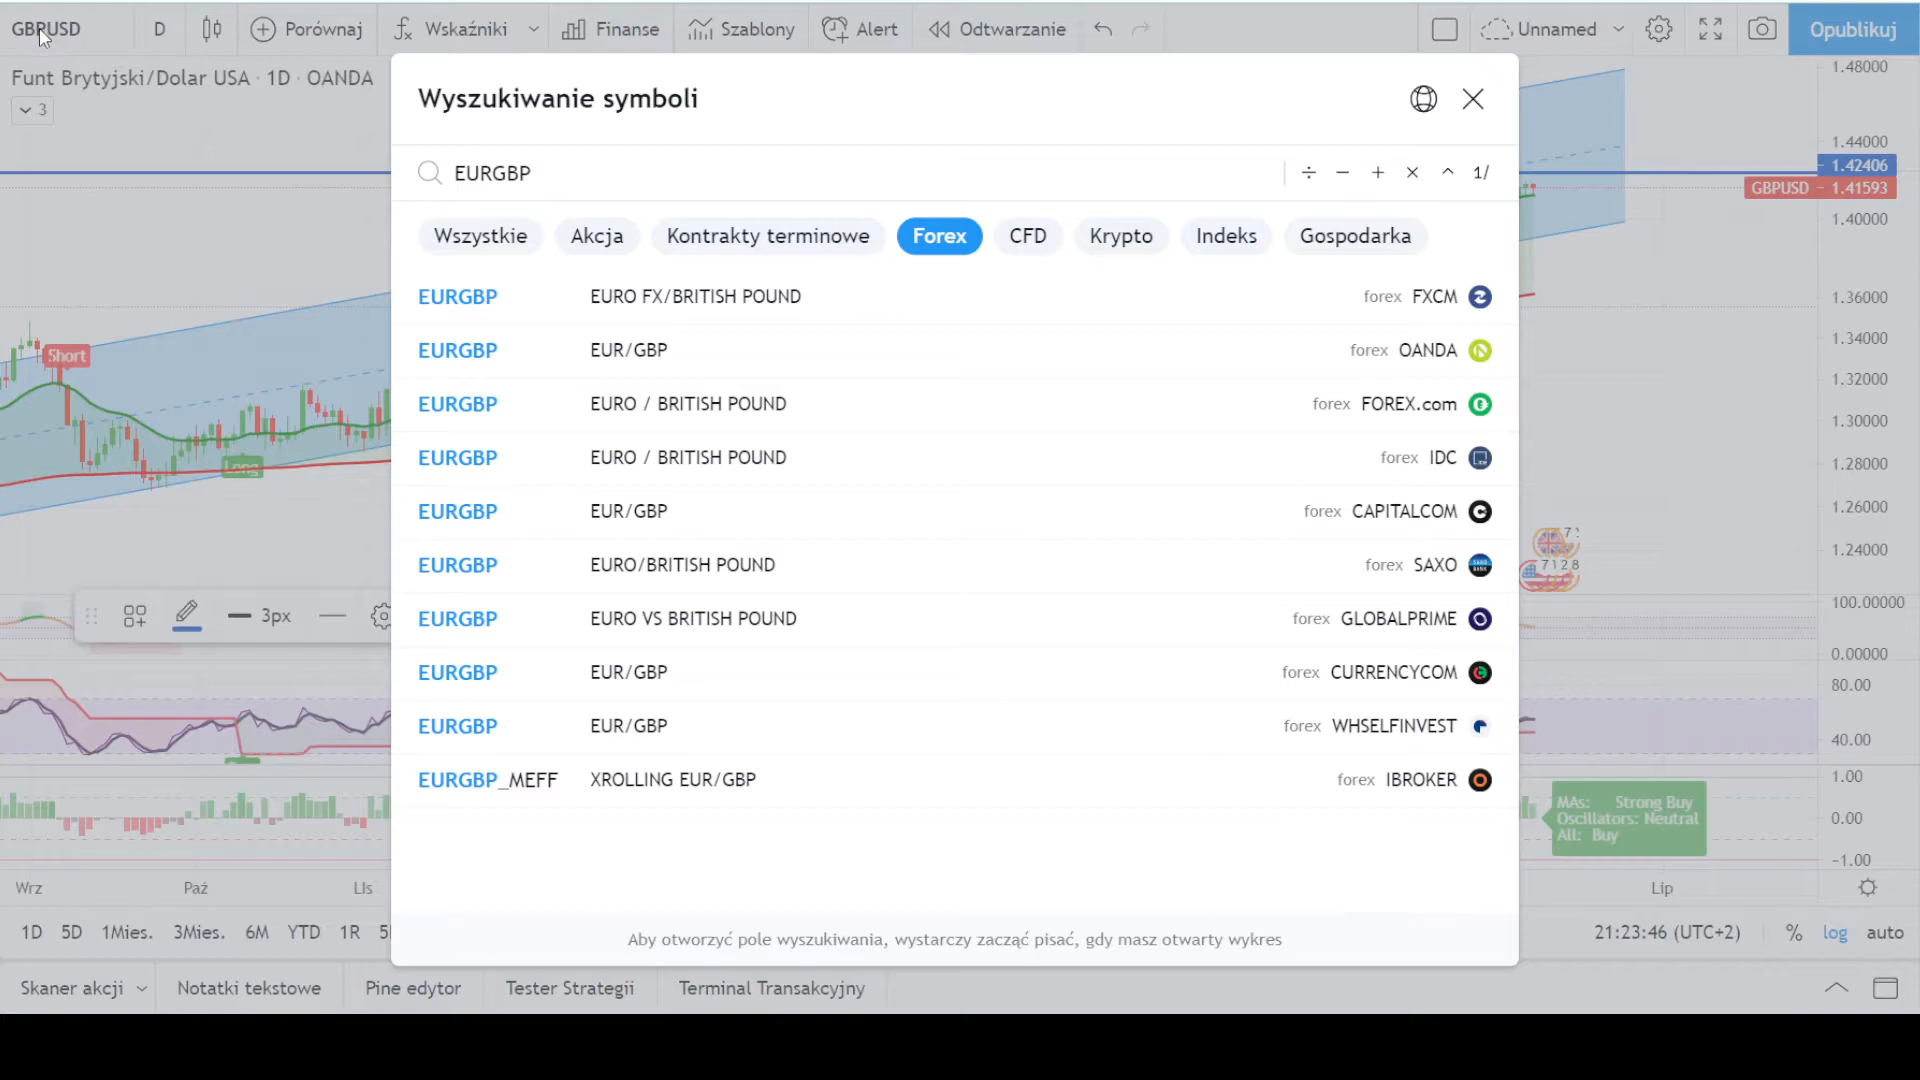 GBPUSD D Porównaj Wskaźniki Finanse Szablony Alert Odtwarzanie Unnamed Opublikuj
Funt Brytyjski/Dolar USA · 1D · OANDA
3
Wyszukiwanie symboli
EURGBP ÷ − + × ^ 1/
Wszystkie Akcja Kontrakty terminowe Forex CFD Krypto Indeks Gospodarka
EURGBP EURO FX/BRITISH POUND forex FXCM
EURGBP EUR/GBP forex OANDA
EURGBP EURO / BRITISH POUND forex FOREX.com
EURGBP EURO / BRITISH POUND forex IDC
EURGBP EUR/GBP forex CAPITALCOM
EURGBP EURO/BRITISH POUND forex SAXO
EURGBP EURO VS BRITISH POUND forex GLOBALPRIME
EURGBP EUR/GBP forex CURRENCYCOM
EURGBP EUR/GBP forex WHSELFINVEST
EURGBP_MEFF XROLLING EUR/GBP forex IBROKER
Aby otworzyć pole wyszukiwania, wystarczy zacząć pisać, gdy masz otwarty wykres
Short
Long
3px
1.48000
1.44000
1.42406
GBPUSD 1.41593
1.40000
1.36000
1.34000
1.32000
1.30000
1.28000
1.26000
1.24000
100.00000
0.00000
80.00
40.00
1.00
0.00
−1.00
7128
MAs: Strong Buy
Oscillators: Neutral
All: Buy
Wrz Paź Lis Lip
1D 5D 1Mies. 3Mies. 6M YTD 1R 21:23:46 (UTC+2) % log auto
Skaner akcji Notatki tekstowe Pine edytor Tester Strategii Terminal Transakcyjny